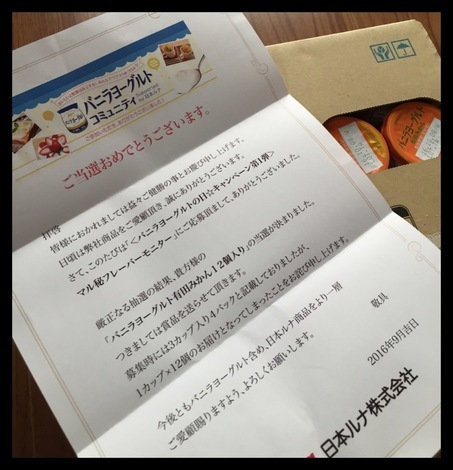 バニラヨーグルト
コミュニティ
by 日本ルナ
ご当選おめでとうございます。
拝啓
皆様におかれましては益々ご健勝の事とお慶び申し上げます。
日頃は弊社商品をご愛顧頂き、誠にありがとうございます。
さて、このたびは「<バニラヨーグルトの日☆キャンペーン第1弾>
マル秘フレーバーモニター」にご応募頂まして、ありがとうございました。
厳正なる抽選の結果、貴方様の
「バニラヨーグルト有田みかん12個入り」の当選が決まりました。
つきましては賞品を送らせて頂きます。
募集時には3カップ入り4パックと記載しておりましたが、
1カップ×12個のお届けとなってしまったことをお詫び申し上げます。
今後ともバニラヨーグルト含め、日本ルナ商品をより一層
ご愛顧賜りますよう、よろしくお願いします。
敬具
2016年9月吉日
日本ルナ株式会社
バニラヨーグルト